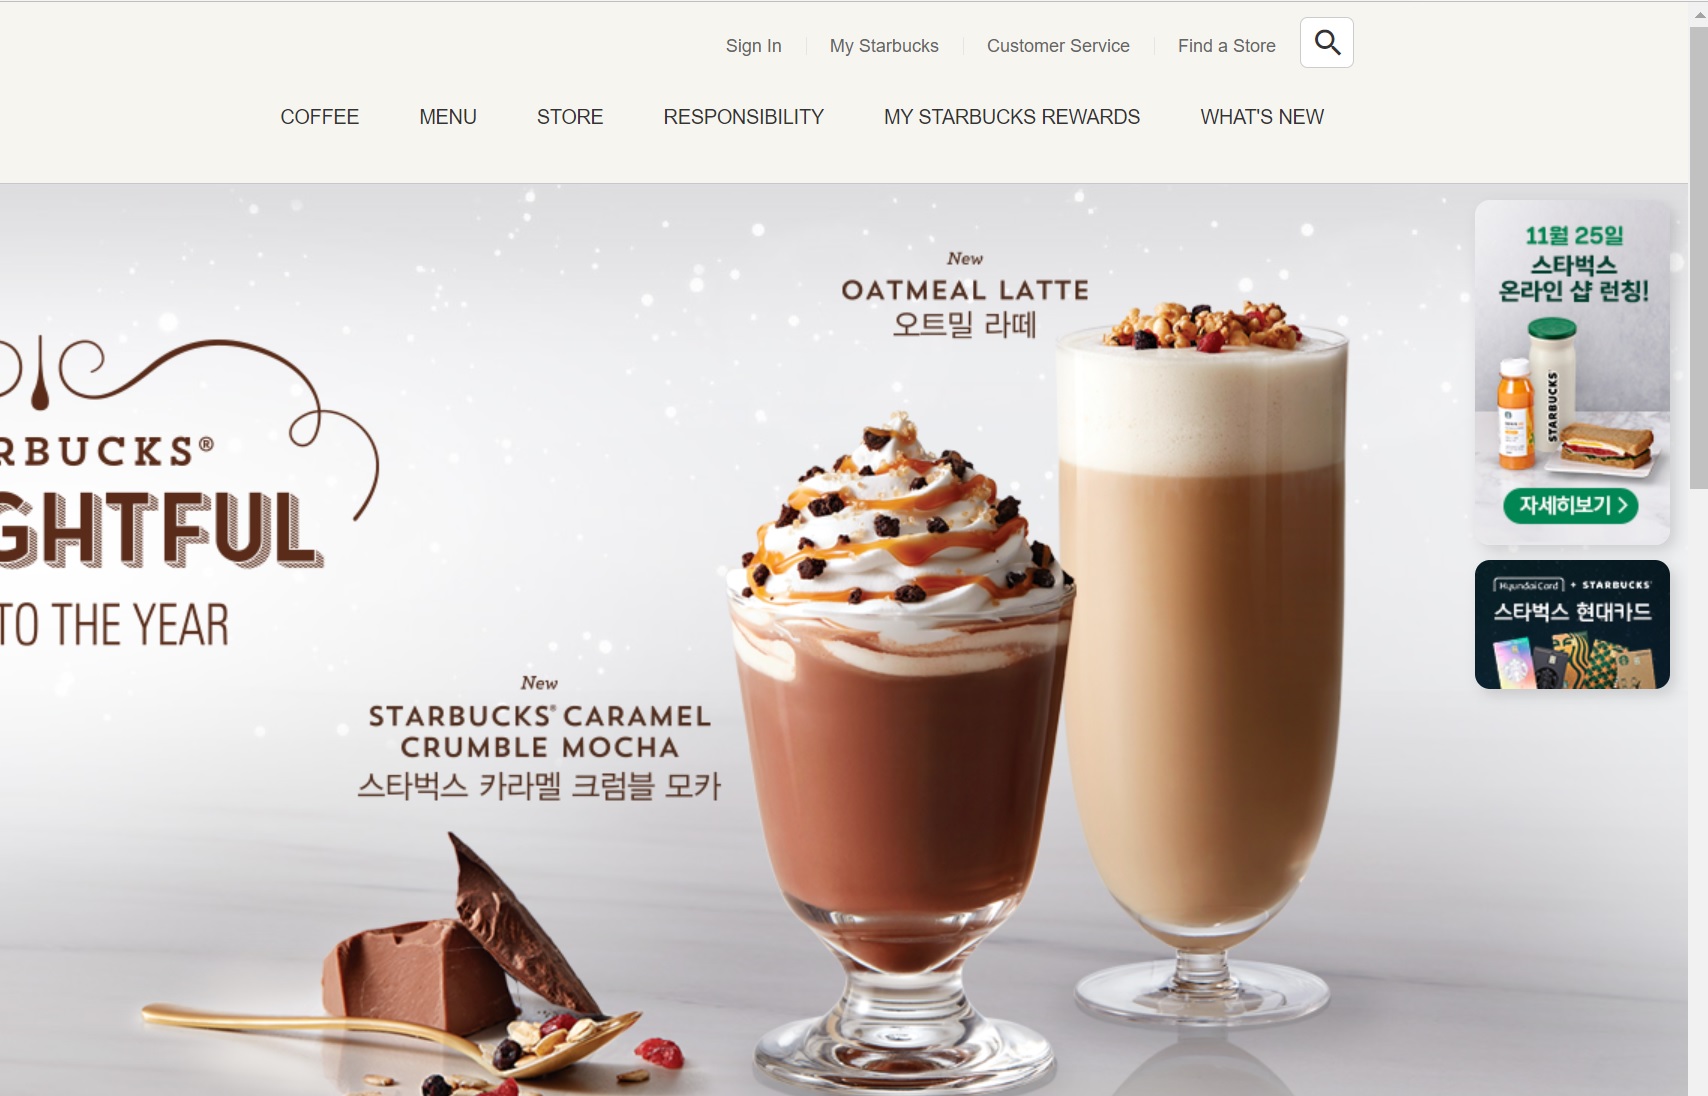 Sign In
My Starbucks
Customer Service
Find a Store
COFFEE
MENU
STORE
RESPONSIBILITY
MY STARBUCKS REWARDS
WHAT'S NEW
RBUCKS®
GHTFUL
TO THE YEAR
New
OATMEAL LATTE
오트밀 라떼
New
STARBUCKS® CARAMEL
CRUMBLE MOCHA
스타벅스 카라멜 크럼블 모카
11월 25일
스타벅스
온라인 샵 런칭!
STARBUCKS
자세히보기 >
HyundaiCard + STARBUCKS
스타벅스 현대카드